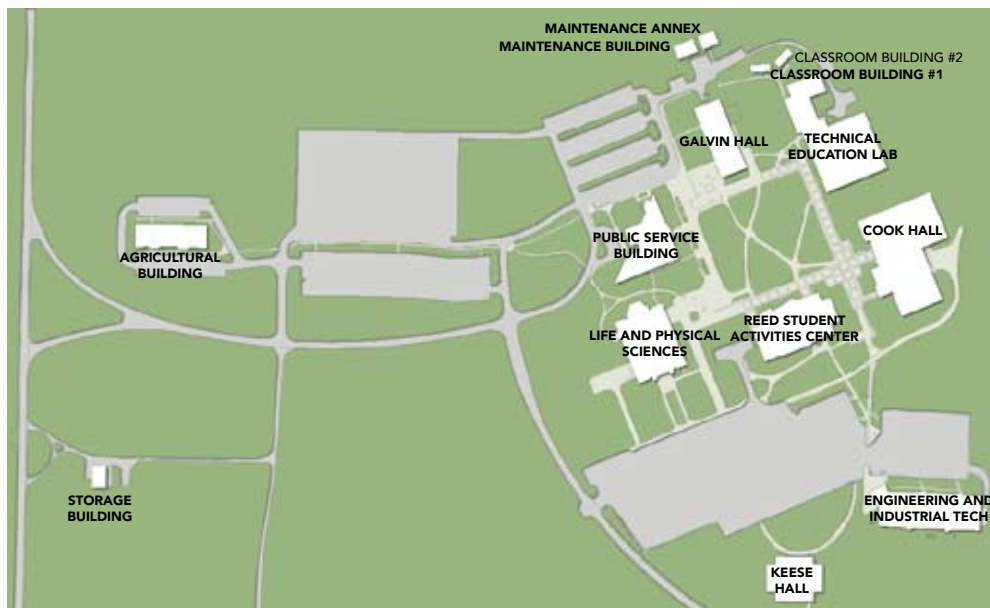 MAINTENANCE ANNEX
MAINTENANCE BUILDING
CLASSROOM BUILDING #2
CLASSROOM BUILDING #1
GALVIN HALL
TECHNICAL
EDUCATION LAB
COOK HALL
PUBLIC SERVICE
BUILDING
AGRICULTURAL
BUILDING
REED STUDENT
ACTIVITIES CENTER
LIFE AND PHYSICAL
SCIENCES
STORAGE
BUILDING
ENGINEERING AND
INDUSTRIAL TECH
KEESE
HALL